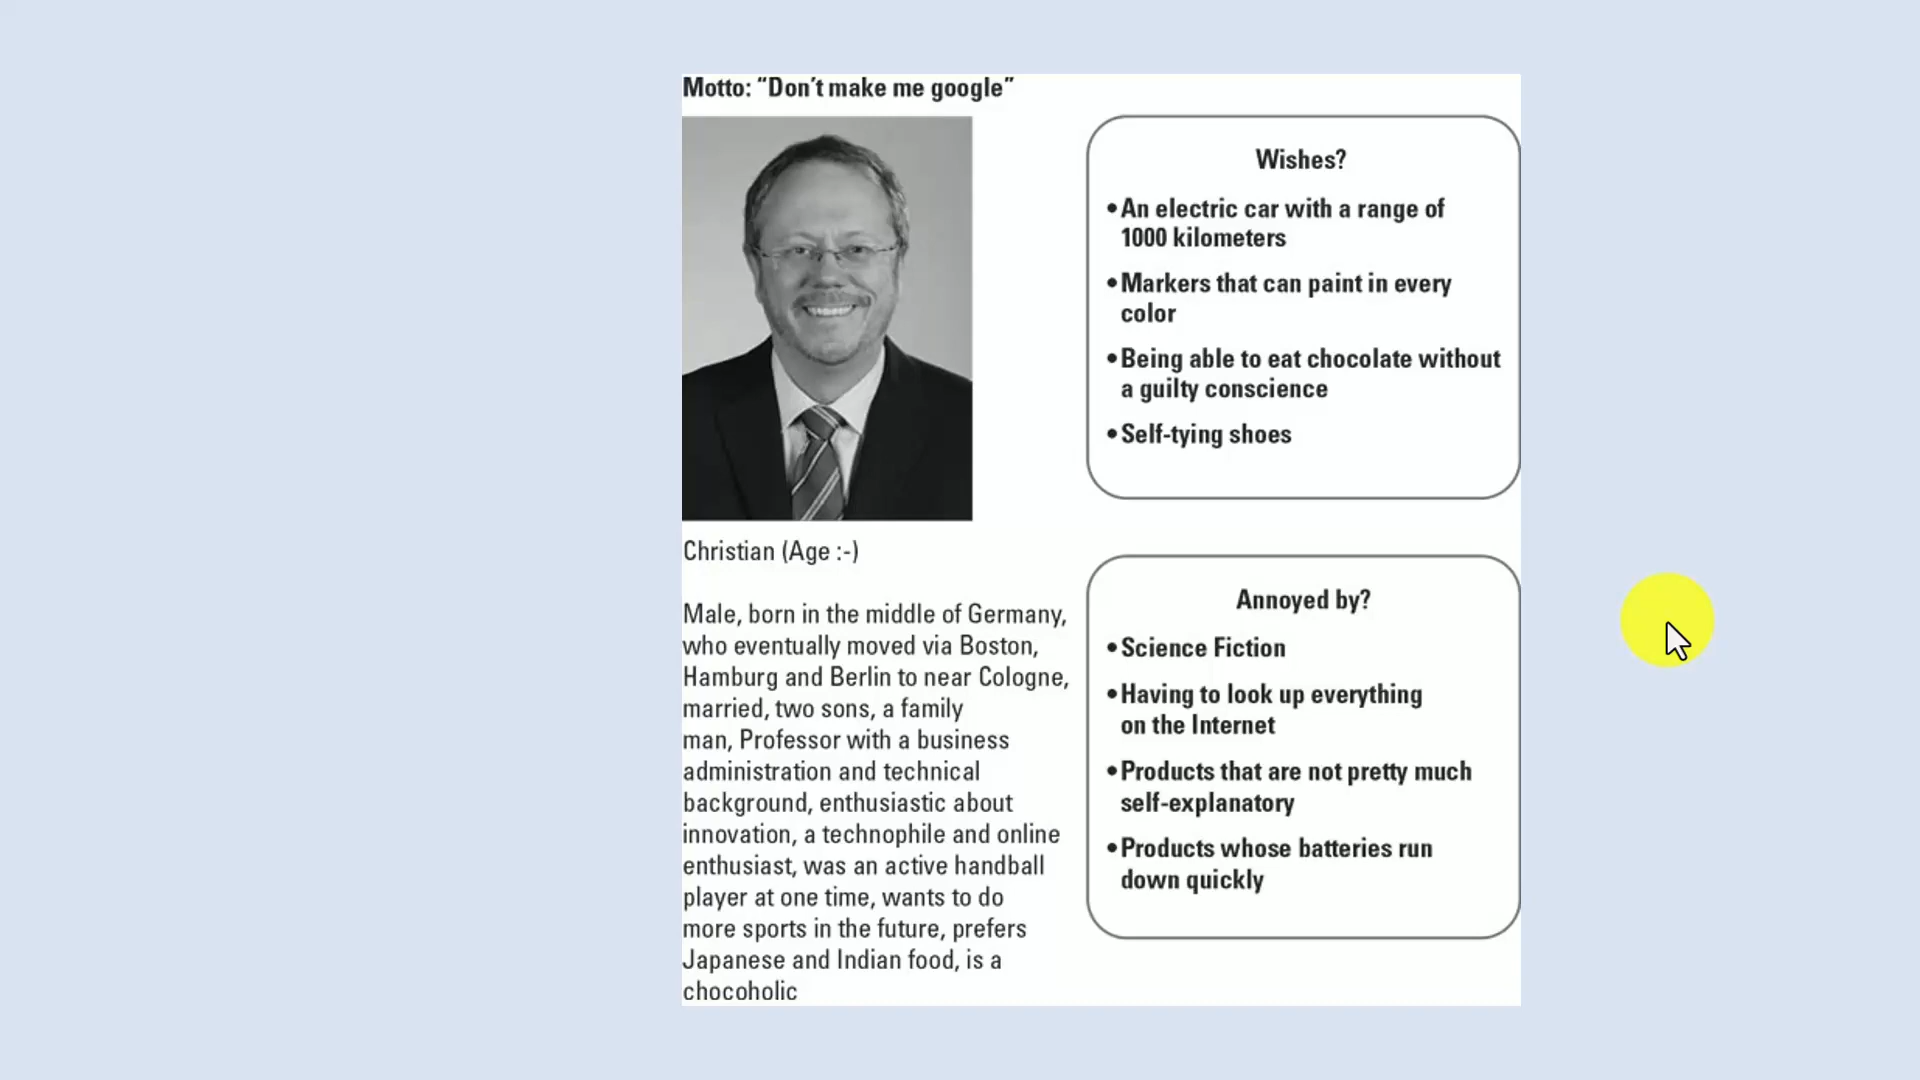 Motto: “Don’t make me google”
Christian (Age :-)
Male, born in the middle of Germany,
who eventually moved via Boston,
Hamburg and Berlin to near Cologne,
married, two sons, a family
man, Professor with a business
administration and technical
background, enthusiastic about
innovation, a technophile and online
enthusiast, was an active handball
player at one time, wants to do
more sports in the future, prefers
Japanese and Indian food, is a
chocoholic
Wishes?
•An electric car with a range of
1000 kilometers
•Markers that can paint in every
color
•Being able to eat chocolate without
a guilty conscience
•Self-tying shoes
Annoyed by?
•Science Fiction
•Having to look up everything
on the Internet
•Products that are not pretty much
self-explanatory
•Products whose batteries run
down quickly